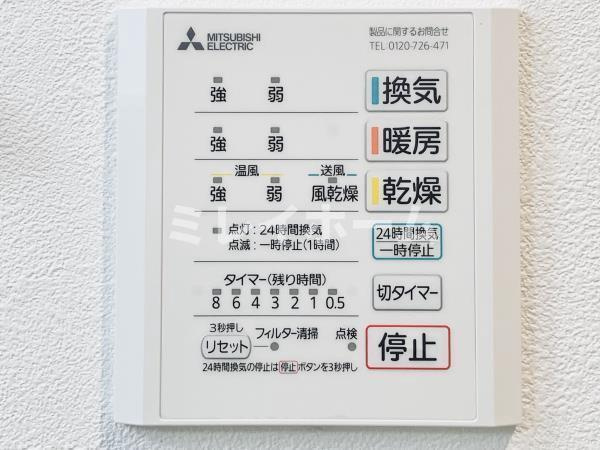 MITSUBISHI
ELECTRIC
製品に関するお問合せ
TEL:0120-726-471
強 弱 換気
強 弱 暖房
温風 送風
強 弱 風乾燥 乾燥
ミレイホーム
点灯:24時間換気
点滅:一時停止(1時間)
24時間換気
一時停止
タイマー(残り時間)
8 6 4 3 2 1 0.5
切タイマー
3秒押し
リセット フィルター清掃 点検
停止
24時間換気の停止は停止ボタンを3秒押し